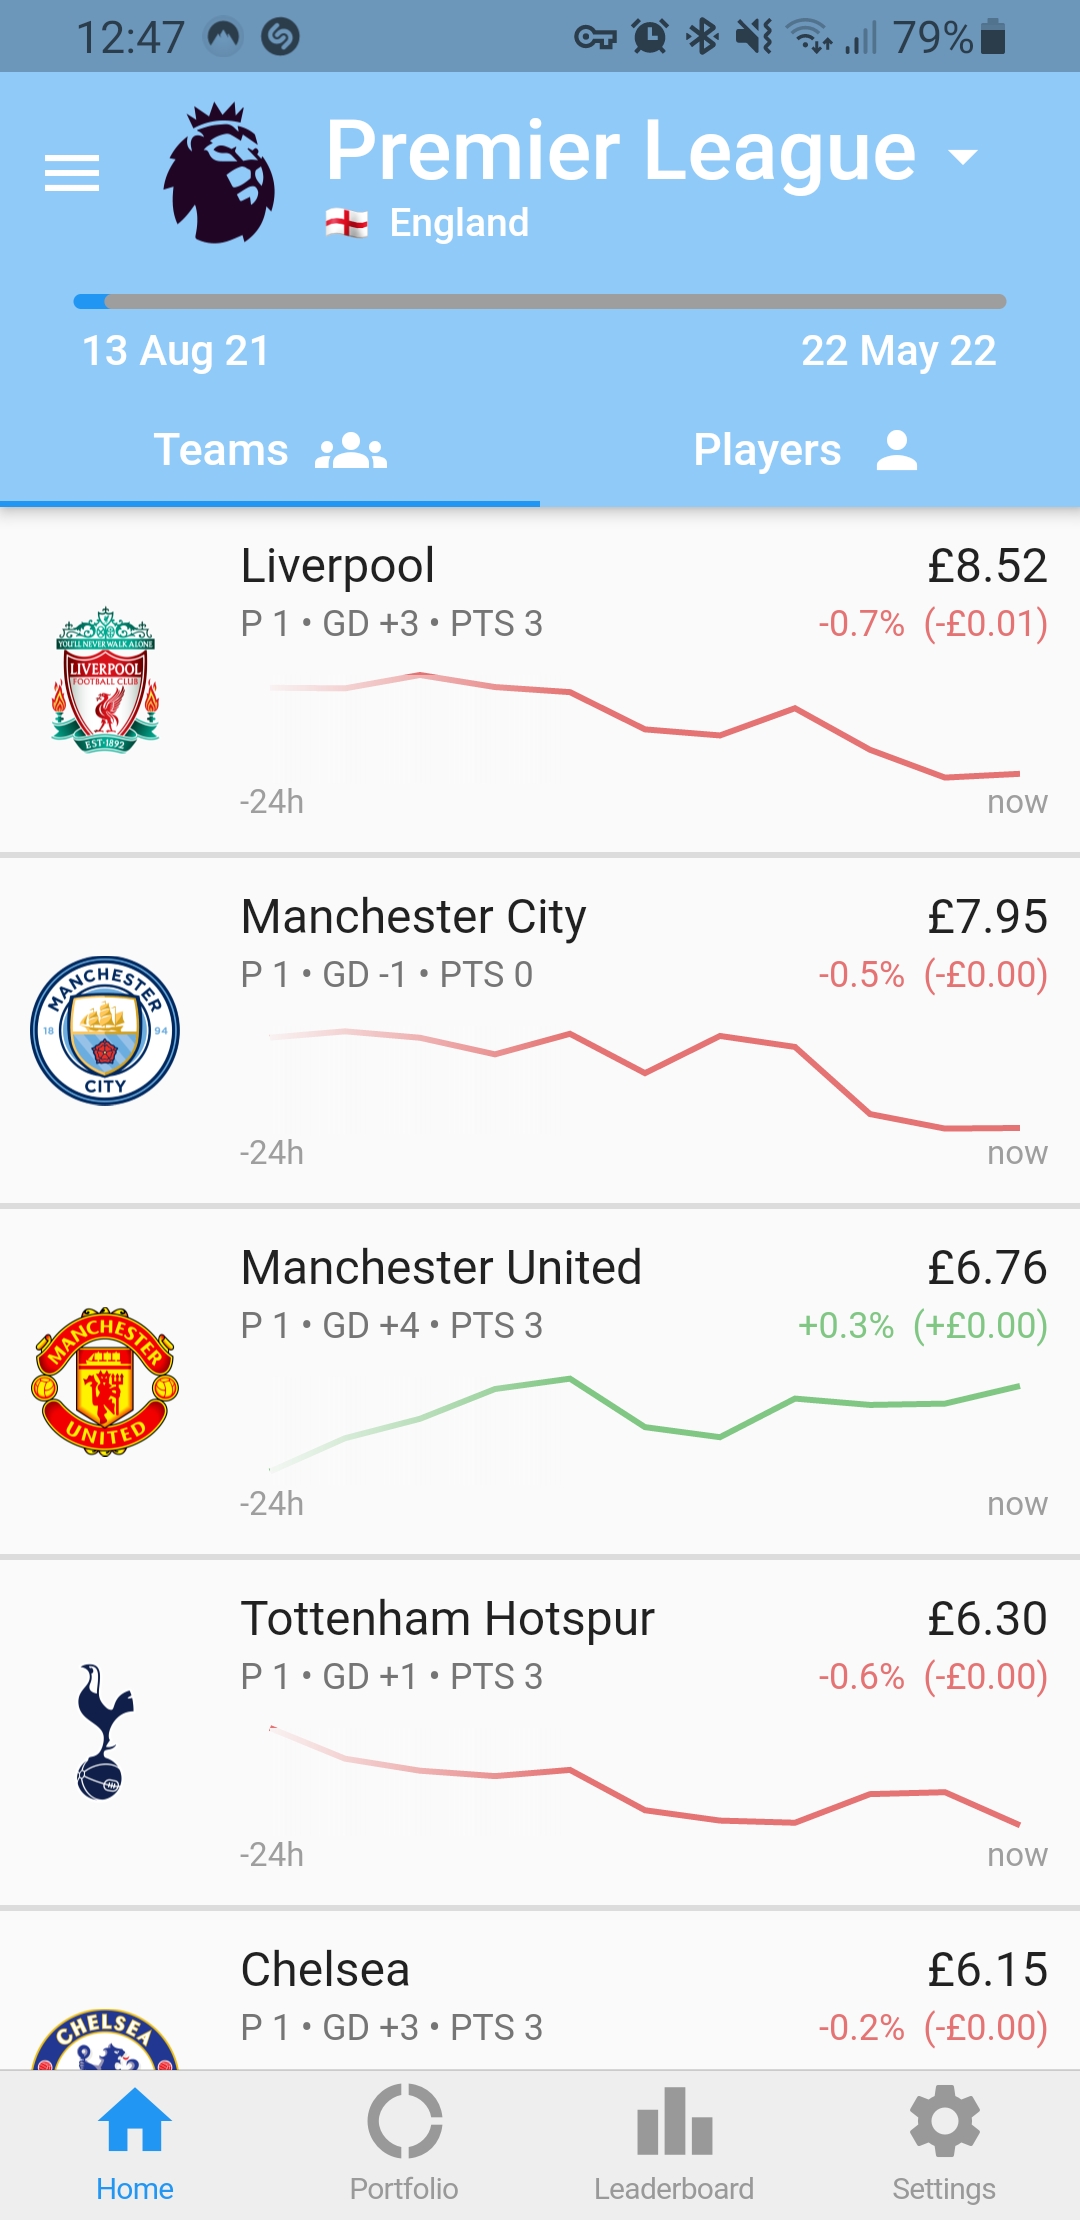 12:47 79%
Premier League
England
13 Aug 21 22 May 22
Teams Players
Liverpool £8.52
P 1 • GD +3 • PTS 3 -0.7% (-£0.01)
YOU'LL NEVER WALK ALONE
LIVERPOOL
FOOTBALL CLUB
EST·1892
-24h now
Manchester City £7.95
P 1 • GD -1 • PTS 0 -0.5% (-£0.00)
MANCHESTER
18 94
CITY
-24h now
Manchester United £6.76
P 1 • GD +4 • PTS 3 +0.3% (+£0.00)
MANCHESTER
UNITED
-24h now
Tottenham Hotspur £6.30
P 1 • GD +1 • PTS 3 -0.6% (-£0.00)
-24h now
Chelsea £6.15
P 1 • GD +3 • PTS 3 -0.2% (-£0.00)
CHELSEA
Home Portfolio Leaderboard Settings